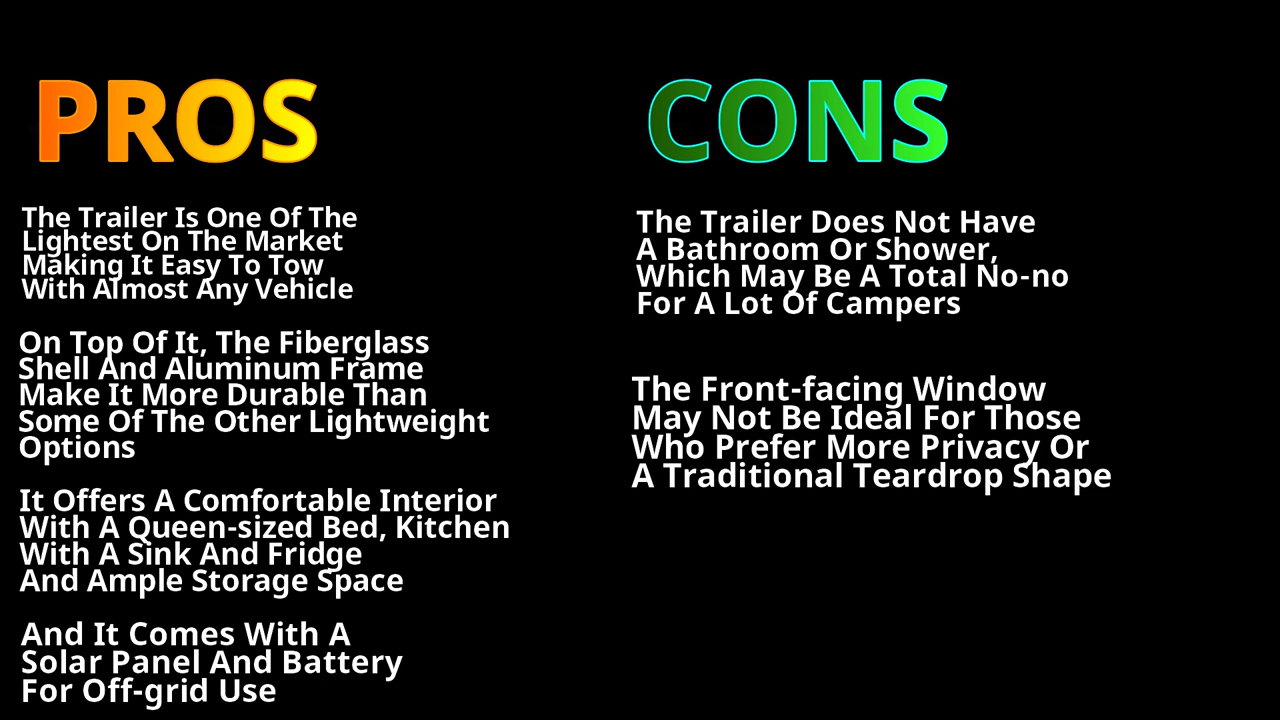 PROS
The Trailer Is One Of The
Lightest On The Market
Making It Easy To Tow
With Almost Any Vehicle
On Top Of It, The Fiberglass
Shell And Aluminum Frame
Make It More Durable Than
Some Of The Other Lightweight
Options
It Offers A Comfortable Interior
With A Queen-sized Bed, Kitchen
With A Sink And Fridge
And Ample Storage Space
And It Comes With A
Solar Panel And Battery
For Off-grid Use
CONS
The Trailer Does Not Have
A Bathroom Or Shower,
Which May Be A Total No-no
For A Lot Of Campers
The Front-facing Window
May Not Be Ideal For Those
Who Prefer More Privacy Or
A Traditional Teardrop Shape